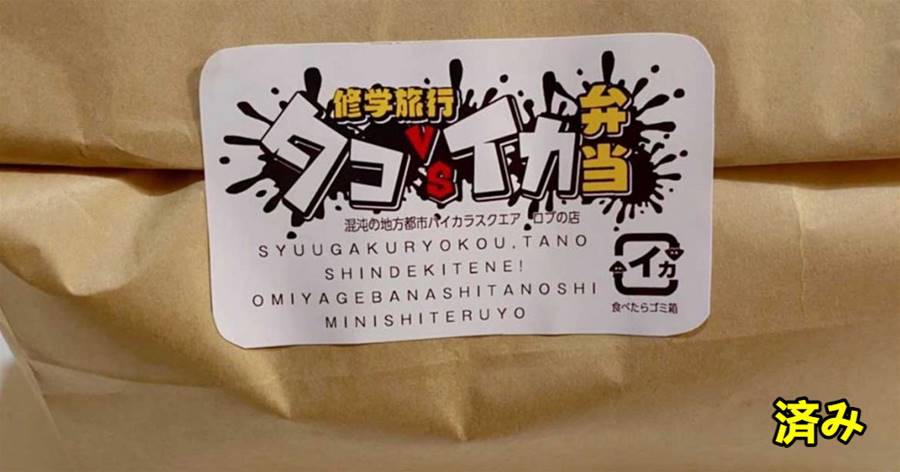 修学旅行
タコVSイカ弁当
混沌の地方都市バイカラスクエア ロブの店
SYUUGAKURYOKOU,TANO
SHINDEKITENE!
OMIYAGEBANASHITANOSHI
MINISHITERUYO
イカ
食べたらゴミ箱
済み